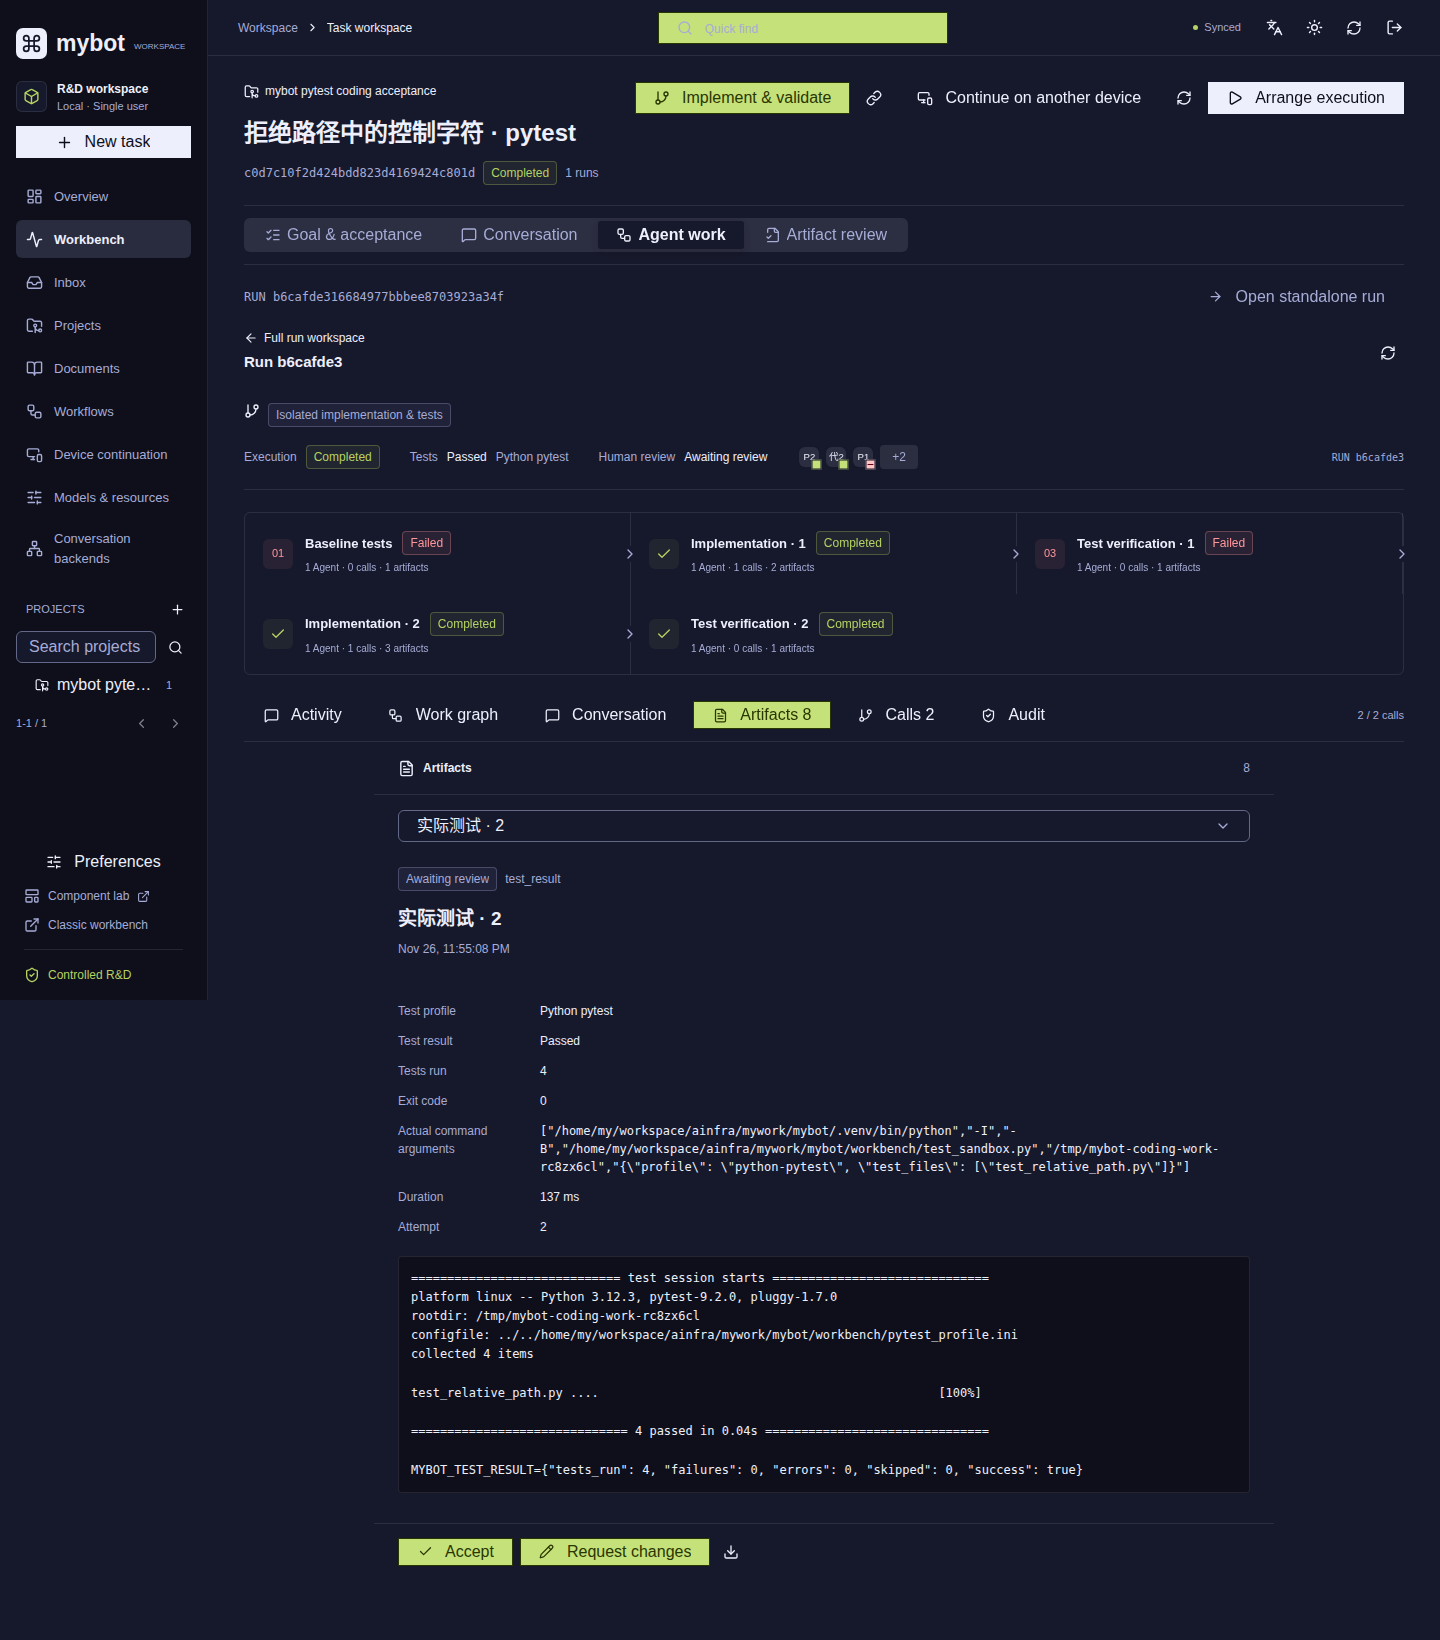 mybot WORKSPACE
R&D workspace
Local · Single user
New task
Overview
Workbench
Inbox
Projects
Documents
Workflows
Device continuation
Models & resources
Conversation
backends
PROJECTS
Search projects
mybot pyte… 1
1-1 / 1
Preferences
Component lab
Classic workbench
Controlled R&D
Workspace Task workspace
Quick find
Synced
mybot pytest coding acceptance
Implement & validate
Continue on another device
Arrange execution
拒绝路径中的控制字符 · pytest
c0d7c10f2d424bdd823d4169424c801d Completed 1 runs
Goal & acceptance
Conversation
Agent work
Artifact review
RUN b6cafde316684977bbbee8703923a34f
Open standalone run
Full run workspace
Run b6cafde3
Isolated implementation & tests
Execution Completed Tests Passed Python pytest Human review Awaiting review P2 代2 P1 +2 RUN b6cafde3
01 Baseline tests Failed
1 Agent · 0 calls · 1 artifacts
Implementation · 1 Completed
1 Agent · 1 calls · 2 artifacts
03 Test verification · 1 Failed
1 Agent · 0 calls · 1 artifacts
Implementation · 2 Completed
1 Agent · 1 calls · 3 artifacts
Test verification · 2 Completed
1 Agent · 0 calls · 1 artifacts
Activity
Work graph
Conversation
Artifacts 8
Calls 2
Audit
2 / 2 calls
Artifacts 8
实际测试 · 2
Awaiting review test_result
实际测试 · 2
Nov 26, 11:55:08 PM
Test profile Python pytest
Test result Passed
Tests run 4
Exit code 0
Actual command arguments ["/home/my/workspace/ainfra/mywork/mybot/.venv/bin/python","-I","-
B","/home/my/workspace/ainfra/mywork/mybot/workbench/test_sandbox.py","/tmp/mybot-coding-work-
rc8zx6cl","{\"profile\": \"python-pytest\", \"test_files\": [\"test_relative_path.py\"]}"]
Duration 137 ms
Attempt 2
============================= test session starts ==============================
platform linux -- Python 3.12.3, pytest-9.2.0, pluggy-1.7.0
rootdir: /tmp/mybot-coding-work-rc8zx6cl
configfile: ../../home/my/workspace/ainfra/mywork/mybot/workbench/pytest_profile.ini
collected 4 items
test_relative_path.py .... [100%]
============================== 4 passed in 0.04s ===============================
MYBOT_TEST_RESULT={"tests_run": 4, "failures": 0, "errors": 0, "skipped": 0, "success": true}
Accept
Request changes